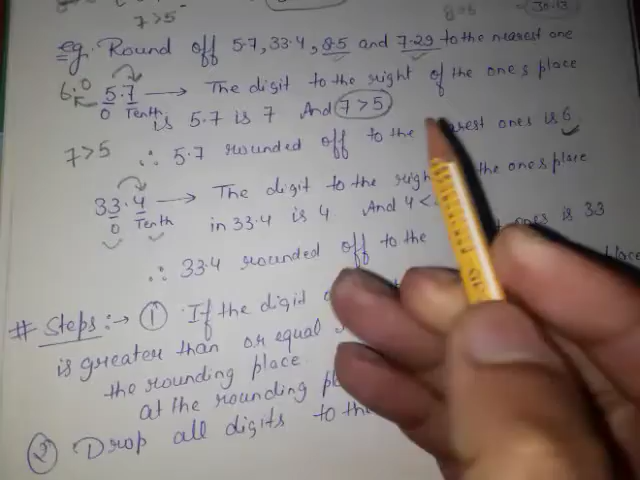 7 > 5
eg. Round off 5.7, 33.4, 8.5 and 7.29 to the nearest one
6.0 5.7 → The digit to the right of the ones place
O Tenth is 5.7 is 7 And 7 > 5
7 > 5 ∴ 5.7 rounded off to the nearest ones is 6
33.4 → The digit to the right the ones place
O Tenth in 33.4 is 4 And 4 <
∴ 33.4 rounded off to the ones is 33
# Steps :→ ① If the digit place
is greater than or equal
the rounding place.
at the rounding
② Drop all digits to the